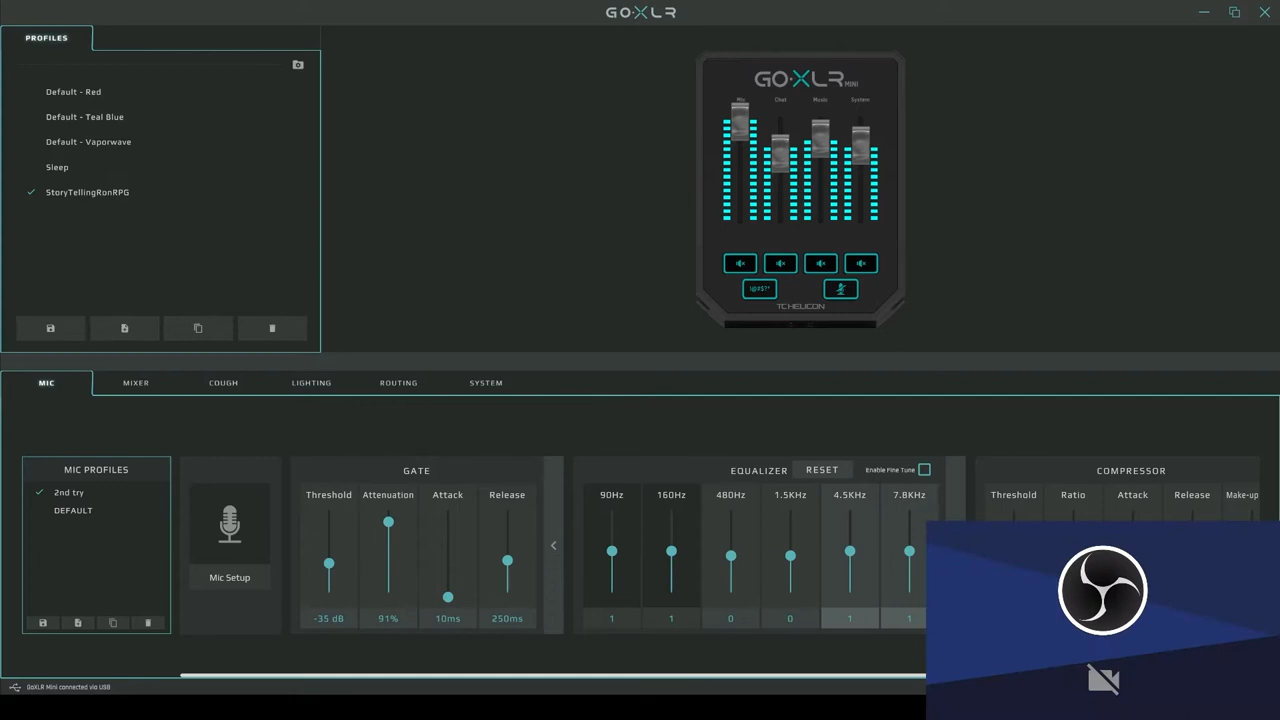 GO·XLR
PROFILES
Default - Red
Default - Teal Blue
Default - Vaporwave
Sleep
StoryTellingRonRPG
GO·XLR MINI
Mic Chat Music System
!@#$?*
TC HELICON
MIC MIXER COUGH LIGHTING ROUTING SYSTEM
MIC PROFILES
2nd try
DEFAULT
Mic Setup
GATE
Threshold Attenuation Attack Release
-35 dB 91% 10ms 250ms
EQUALIZER RESET Enable Fine Tune
90Hz 160Hz 480Hz 1.5KHz 4.5KHz 7.8KHz
1 1 0 0 1 1
COMPRESSOR
Threshold Ratio Attack Release Make-up
GoXLR Mini connected via USB